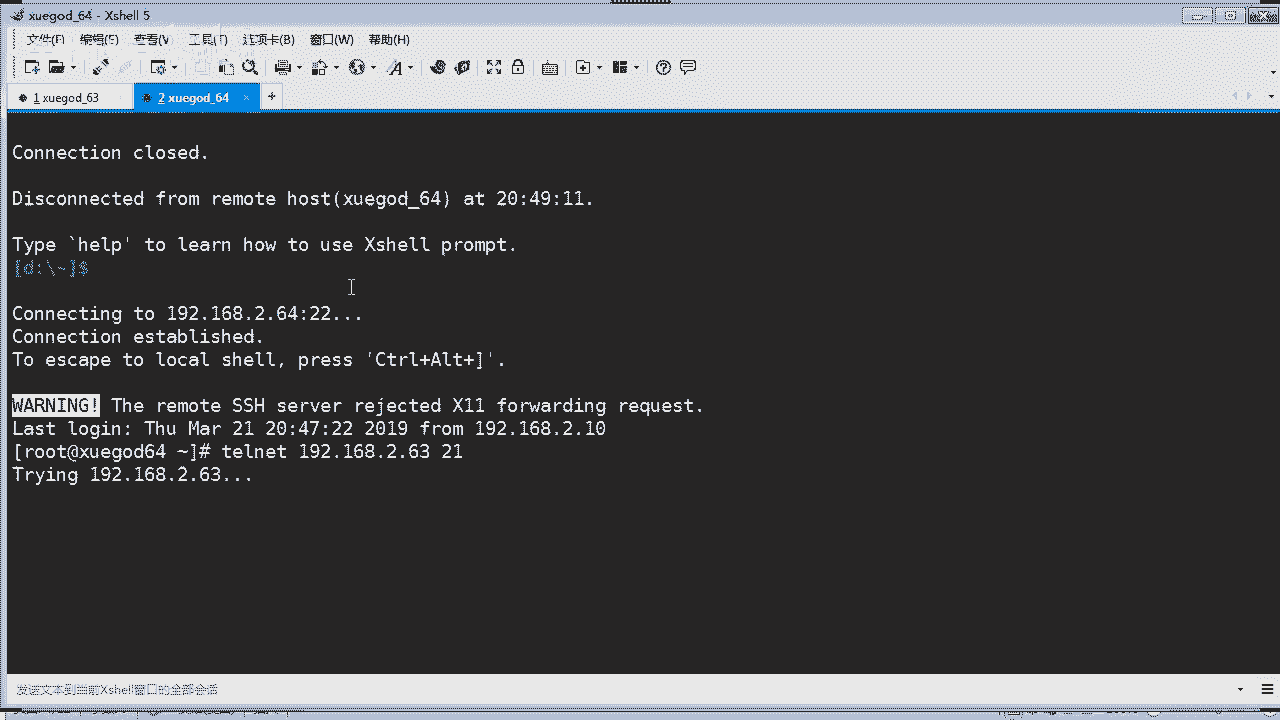 xuegod_64 - Xshell 5
文件(F) 编辑(E) 查看(V) 工具(T) 选项卡(B) 窗口(W) 帮助(H)
1 xuegod_63 2 xuegod_64 × +
Connection closed.
Disconnected from remote host(xuegod_64) at 20:49:11.
Type `help' to learn how to use Xshell prompt.
[d:\~]$
Connecting to 192.168.2.64:22...
Connection established.
To escape to local shell, press 'Ctrl+Alt+]'.
WARNING! The remote SSH server rejected X11 forwarding request.
Last login: Thu Mar 21 20:47:22 2019 from 192.168.2.10
[root@xuegod64 ~]# telnet 192.168.2.63 21
Trying 192.168.2.63...
发送文本到当前Xshell窗口的全部会话